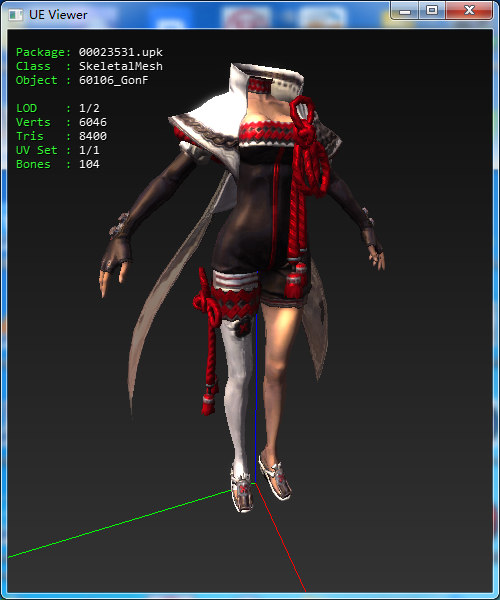 UE Viewer
Package: 00023531.upk
Class : SkeletalMesh
Object : 60106_GonF
LOD : 1/2
Verts : 6046
Tris : 8400
UV Set : 1/1
Bones : 104